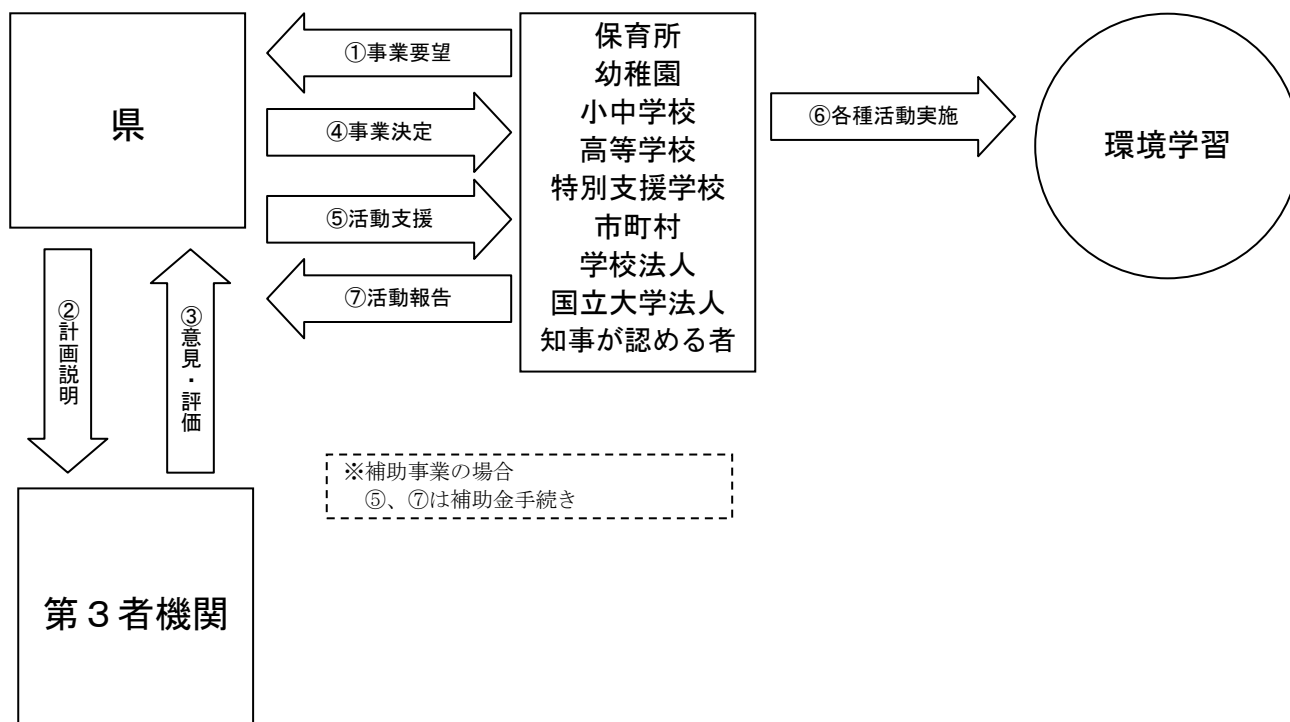 県
①事業要望
④事業決定
⑤活動支援
⑦活動報告
保育所
幼稚園
小中学校
高等学校
特別支援学校
市町村
学校法人
国立大学法人
知事が認める者
⑥各種活動実施
環境学習
②計画説明
③意見・評価
※補助事業の場合
⑤、⑦は補助金手続き
第３者機関